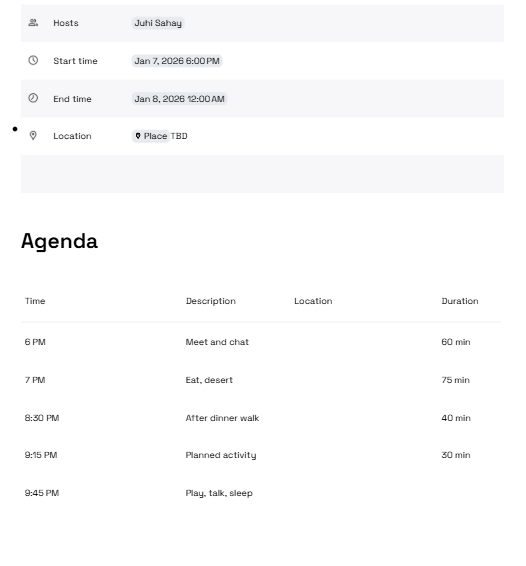 Hosts Juhi Sahay
Start time Jan 7, 2026 6:00 PM
End time Jan 8, 2026 12:00 AM
Location Place TBD
Agenda
Time Description Location Duration
6 PM Meet and chat 60 min
7 PM Eat, desert 75 min
8:30 PM After dinner walk 40 min
9:15 PM Planned activity 30 min
9:45 PM Play, talk, sleep